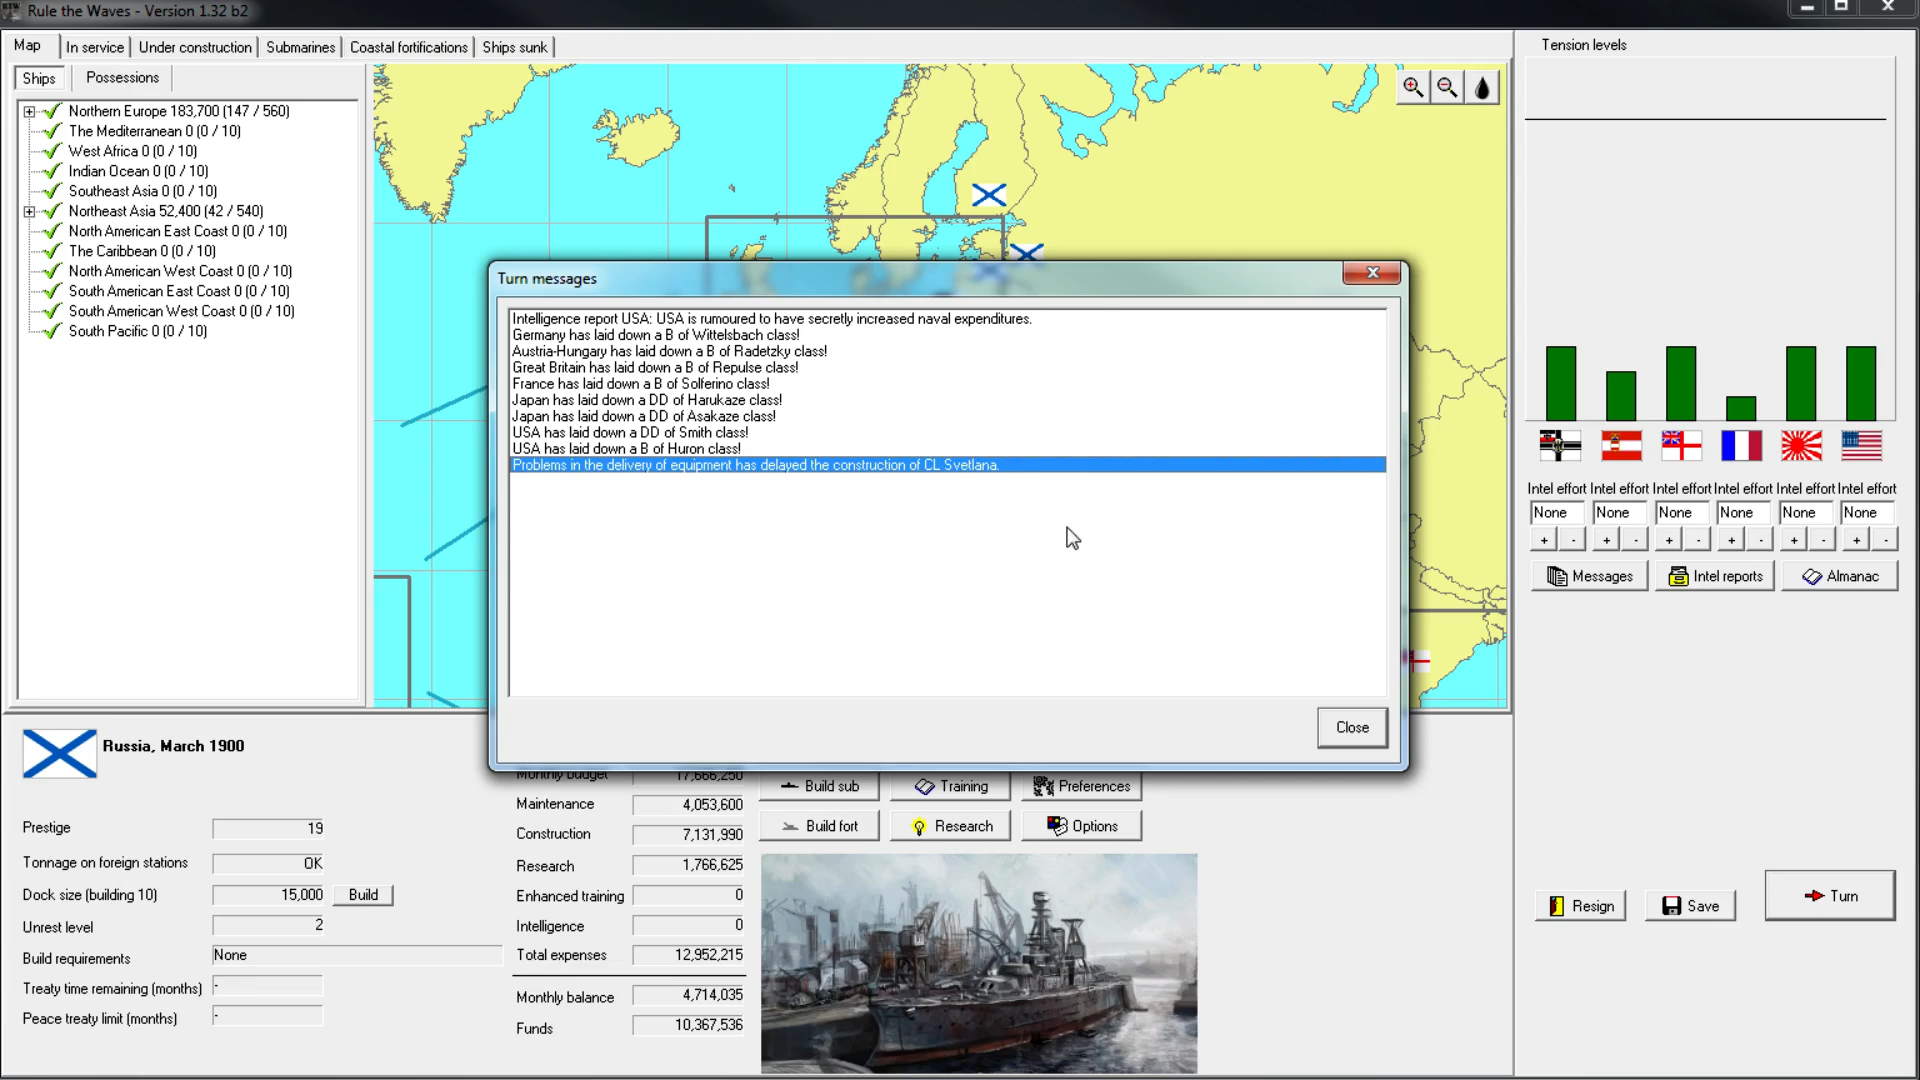 Rule the Waves - Version 1.32 b2
Map
In service
Under construction
Submarines
Coastal fortifications
Ships sunk
Ships
Possessions
Northern Europe 183,700 (147 / 560)
The Mediterranean 0 (0 / 10)
West Africa 0 (0 / 10)
Indian Ocean 0 (0 / 10)
Southeast Asia 0 (0 / 10)
Northeast Asia 52,400 (42 / 540)
North American East Coast 0 (0 / 10)
The Caribbean 0 (0 / 10)
North American West Coast 0 (0 / 10)
South American East Coast 0 (0 / 10)
South American West Coast 0 (0 / 10)
South Pacific 0 (0 / 10)
Turn messages
Intelligence report USA: USA is rumoured to have secretly increased naval expenditures.
Germany has laid down a B of Wittelsbach class!
Austria-Hungary has laid down a B of Radetzky class!
Great Britain has laid down a B of Repulse class!
France has laid down a B of Solferino class!
Japan has laid down a DD of Harukaze class!
Japan has laid down a DD of Asakaze class!
USA has laid down a DD of Smith class!
USA has laid down a B of Huron class!
Problems in the delivery of equipment has delayed the construction of CL Svetlana.
Close
Tension levels
Intel effort Intel effort Intel effort Intel effort Intel effort Intel effort
None None None None None None
+ - + - + - + - + - + -
Messages
Intel reports
Almanac
Russia, March 1900
Prestige 19
Tonnage on foreign stations OK
Dock size (building 10) 15,000 Build
Unrest level 2
Build requirements None
Treaty time remaining (months) -
Peace treaty limit (months) -
Monthly budget 17,666,250
Maintenance 4,053,600
Construction 7,131,990
Research 1,766,625
Enhanced training 0
Intelligence 0
Total expenses 12,952,215
Monthly balance 4,714,035
Funds 10,367,536
Build sub
Training
Preferences
Build fort
Research
Options
Resign
Save
Turn